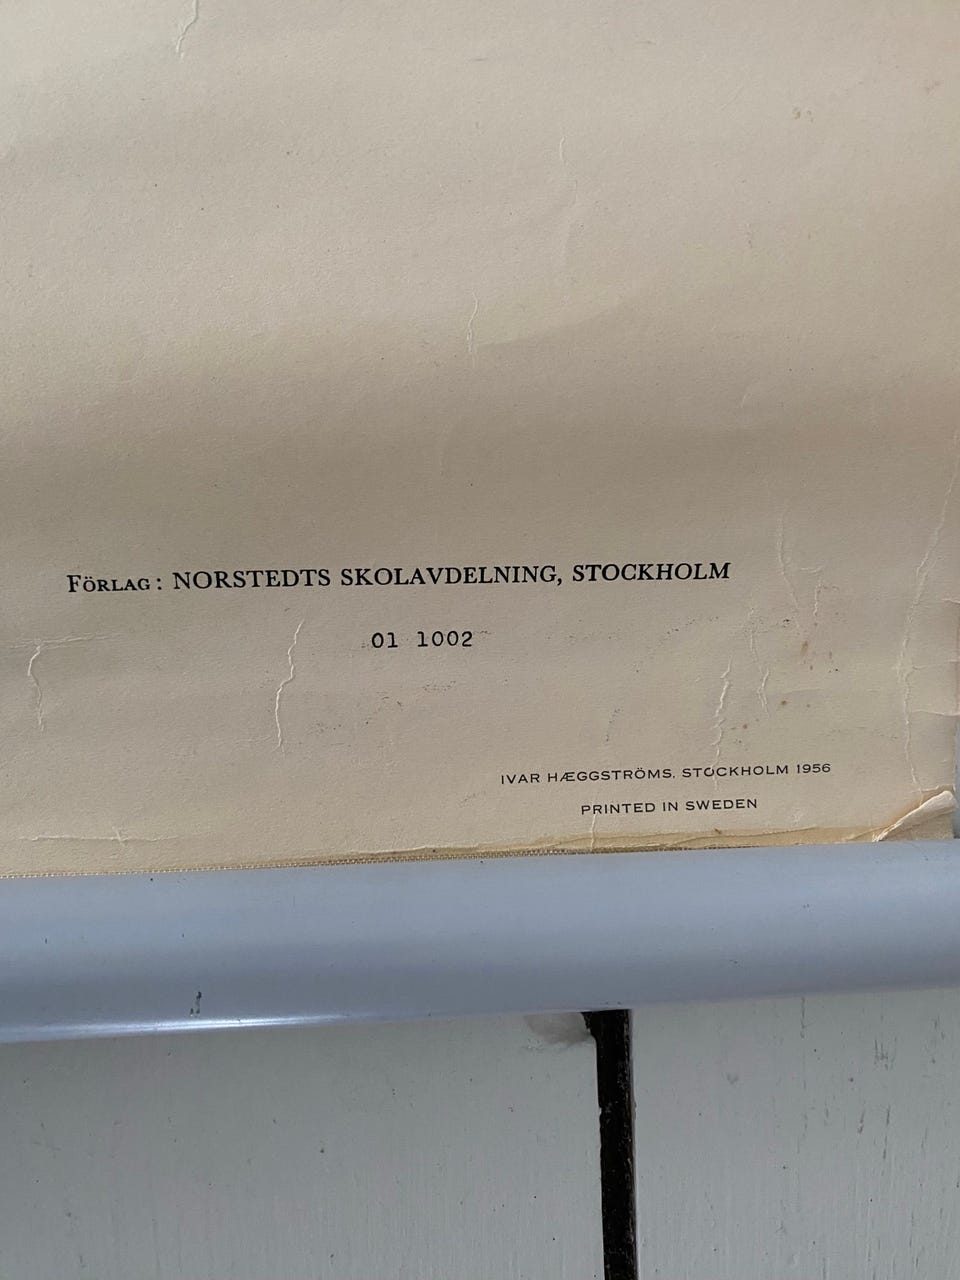 Förlag: NORSTEDTS SKOLAVDELNING, STOCKHOLM
01 1002
IVAR HÆGGSTRÖMS, STOCKHOLM 1956
PRINTED IN SWEDEN